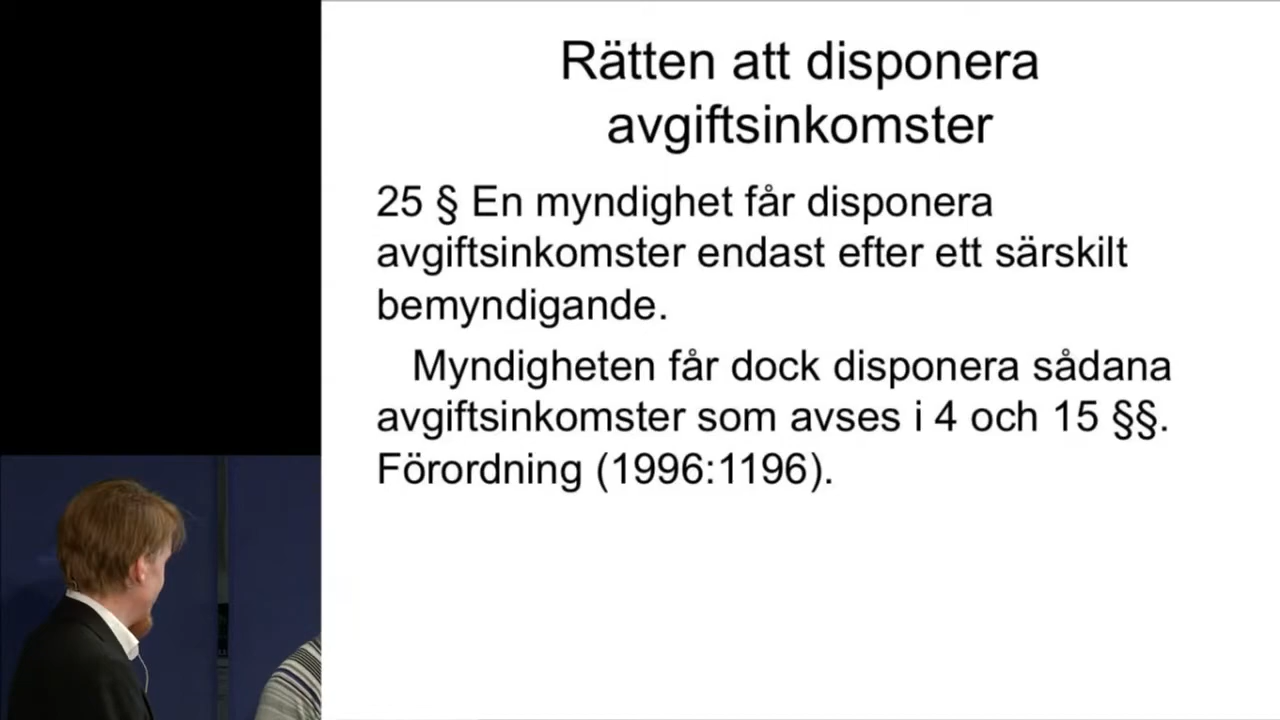 Rätten att disponera
avgiftsinkomster
25 § En myndighet får disponera
avgiftsinkomster endast efter ett särskilt
bemyndigande.
Myndigheten får dock disponera sådana
avgiftsinkomster som avses i 4 och 15 §§.
Förordning (1996:1196).